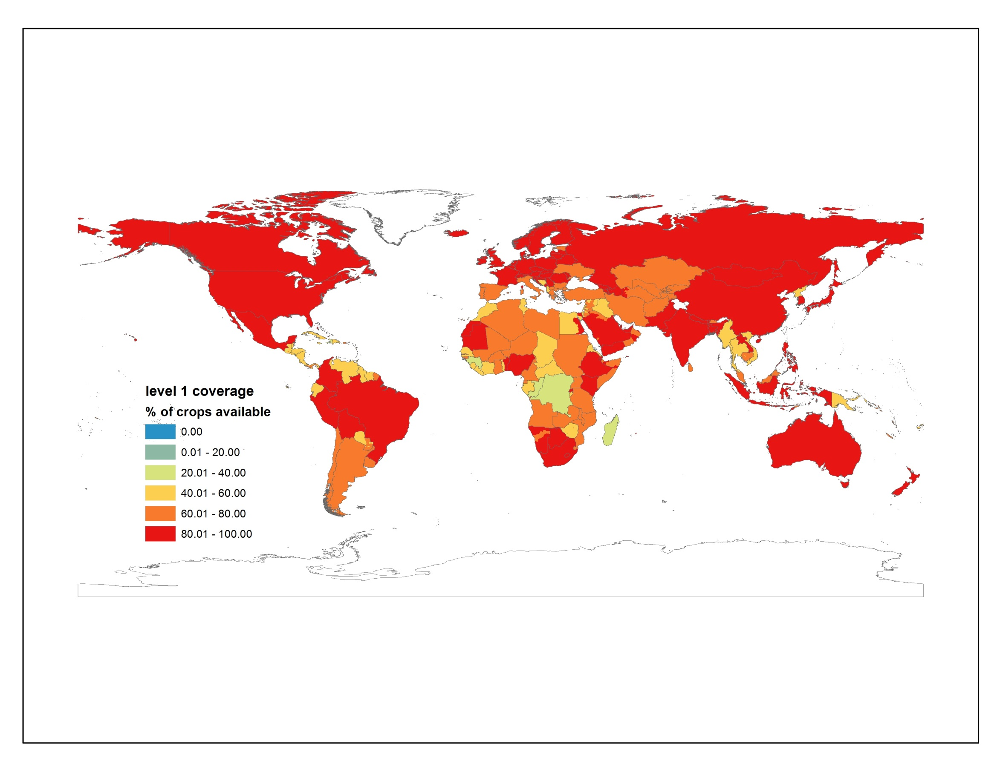 level 1 coverage
% of crops available
0.00
0.01 - 20.00
20.01 - 40.00
40.01 - 60.00
60.01 - 80.00
80.01 - 100.00